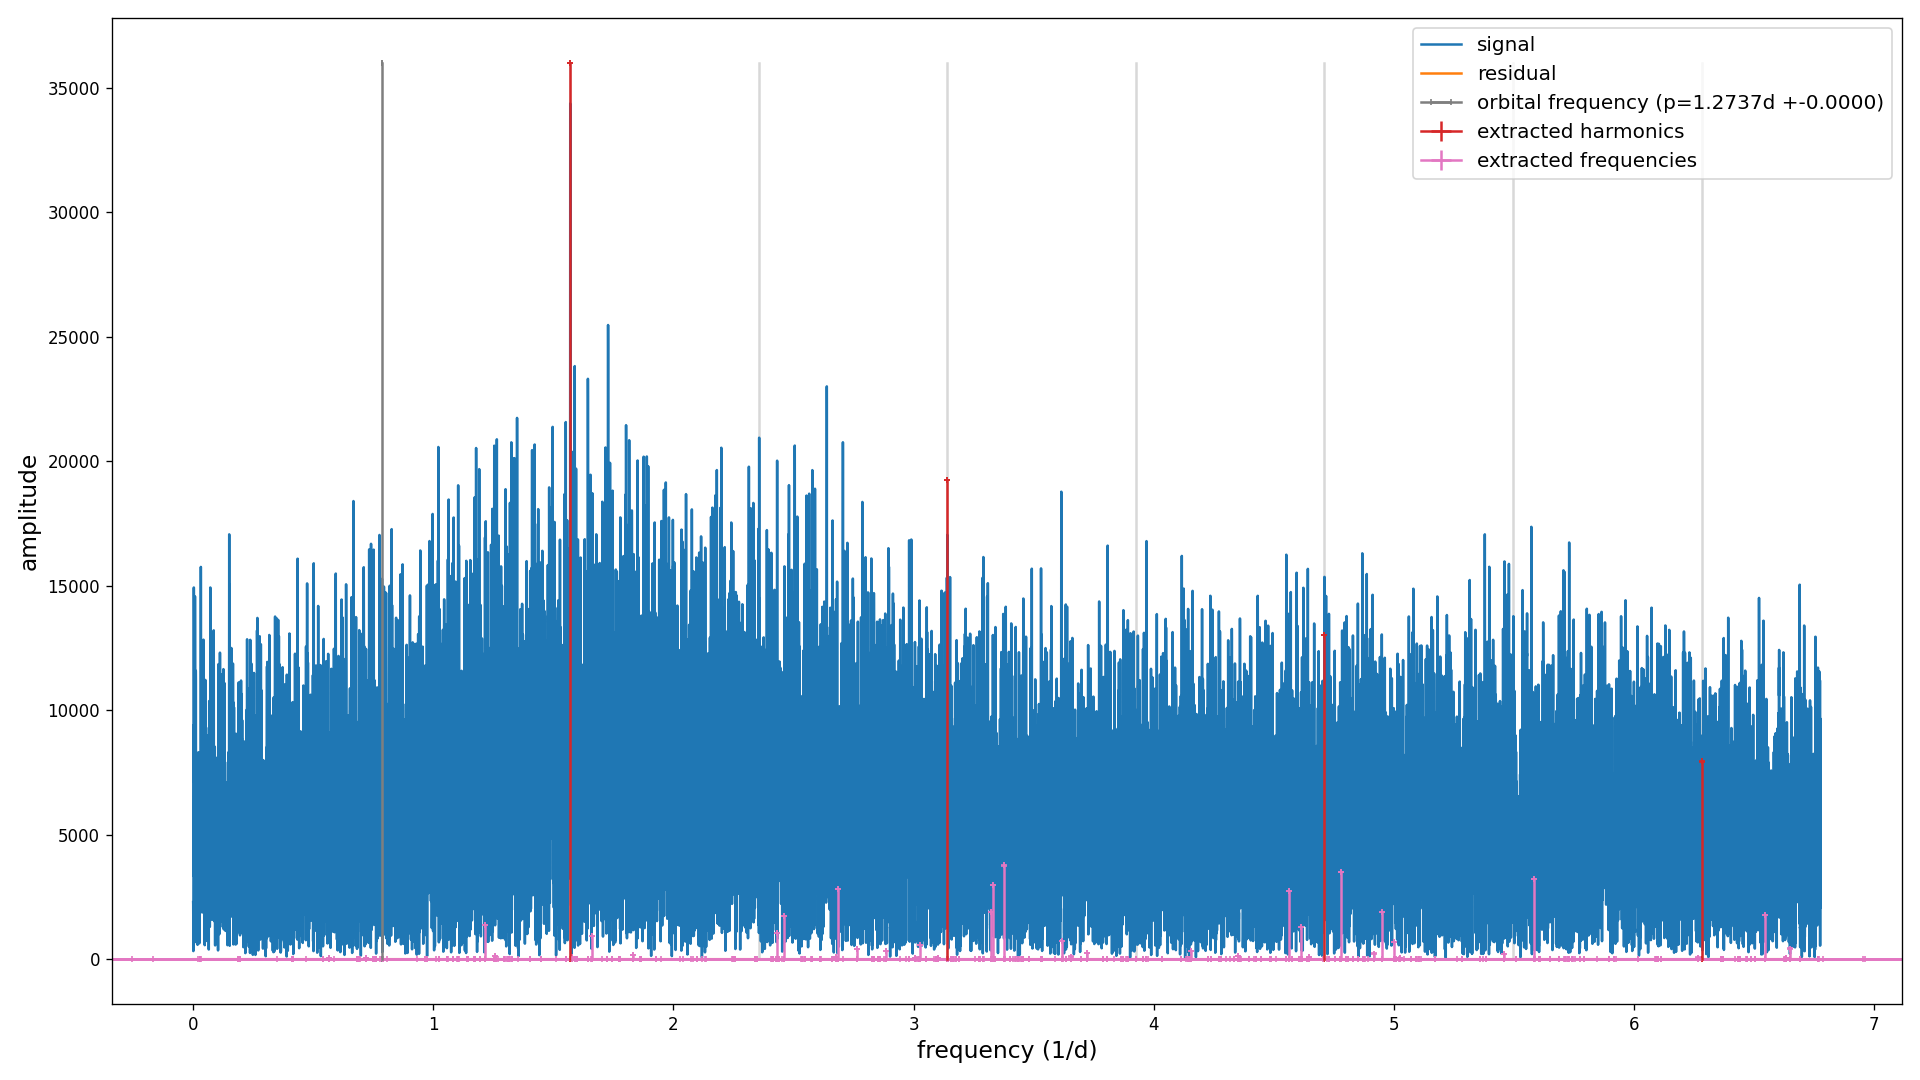 signal
residual
orbital frequency (p=1.2737d +-0.0000)
extracted harmonics
extracted frequencies
amplitude
35000
30000
25000
20000
15000
10000
5000
0
0 1 2 3 4 5 6 7
frequency (1/d)